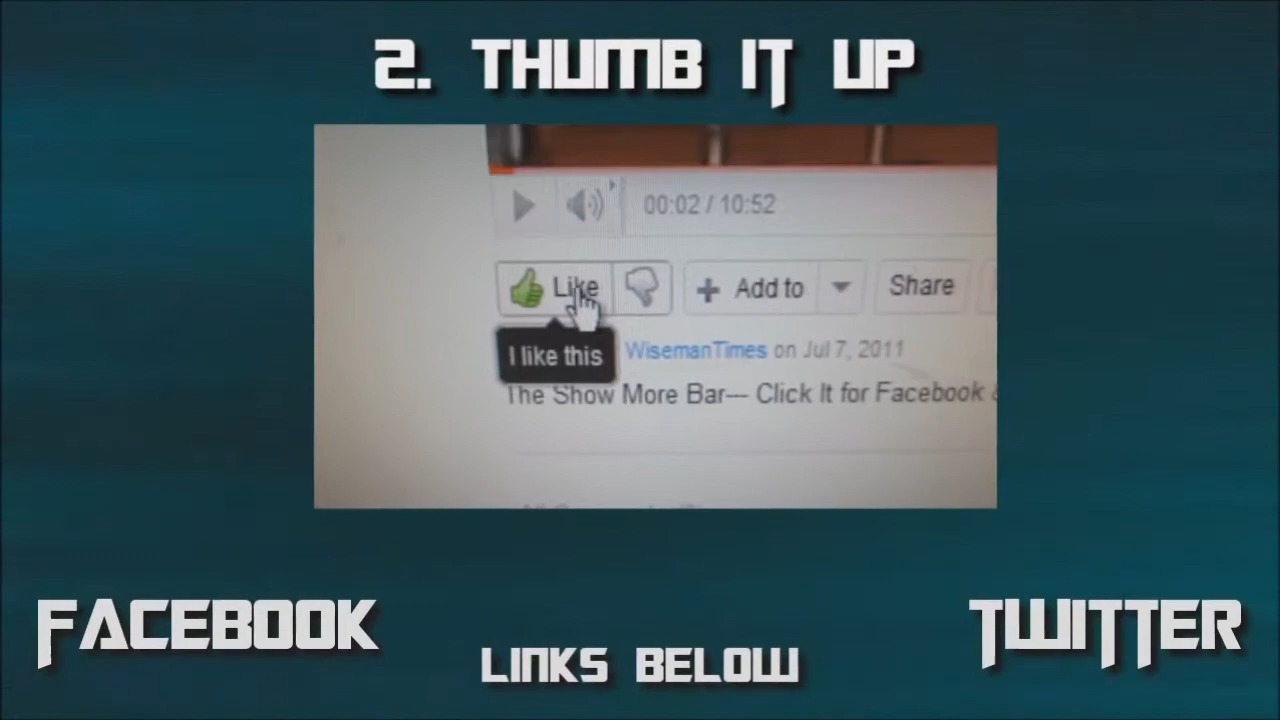 2. THUMB IT UP
00:02 / 10:52
Like
Add to
Share
I like this
WisemanTimes on Jul 7, 2011
The Show More Bar--- Click It for Facebook &
FACEBOOK
TWITTER
LINKS BELOW